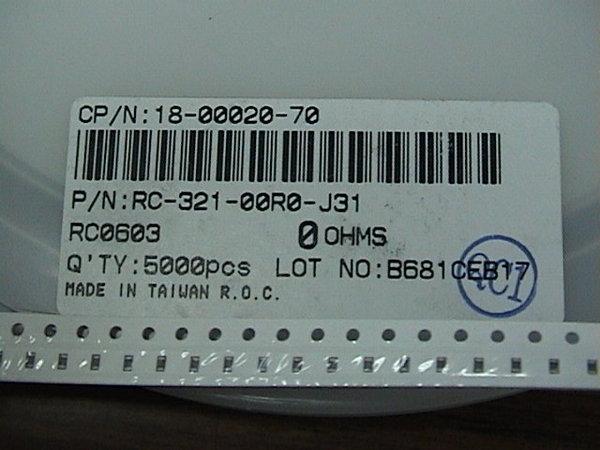 CP/N:18-00020-70
P/N:RC-321-00R0-J31
RC0603 0 OHMS
Q'TY:5000pcs LOT NO:B681CEB17
MADE IN TAIWAN R.O.C.